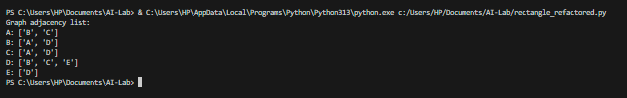 PS C:\Users\HP\Documents\AI-Lab> & C:\Users\HP\AppData\Local\Programs\Python\Python313\python.exe c:/Users/HP/Documents/AI-Lab/rectangle_refactored.py
Graph adjacency list:
A: ['B', 'C']
B: ['A', 'D']
C: ['A', 'D']
D: ['B', 'C', 'E']
E: ['D']
PS C:\Users\HP\Documents\AI-Lab>